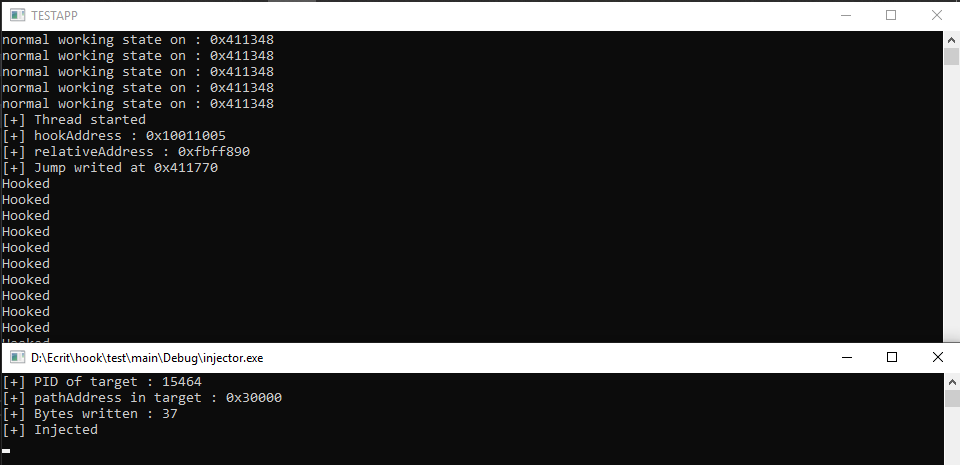 TESTAPP
normal working state on : 0x411348
normal working state on : 0x411348
normal working state on : 0x411348
normal working state on : 0x411348
normal working state on : 0x411348
[+] Thread started
[+] hookAddress : 0x10011005
[+] relativeAddress : 0xfbff890
[+] Jump writed at 0x411770
Hooked
Hooked
Hooked
Hooked
Hooked
Hooked
Hooked
Hooked
Hooked
Hooked
Hooked
D:\Ecrit\hook\test\main\Debug\injector.exe
[+] PID of target : 15464
[+] pathAddress in target : 0x30000
[+] Bytes written : 37
[+] Injected